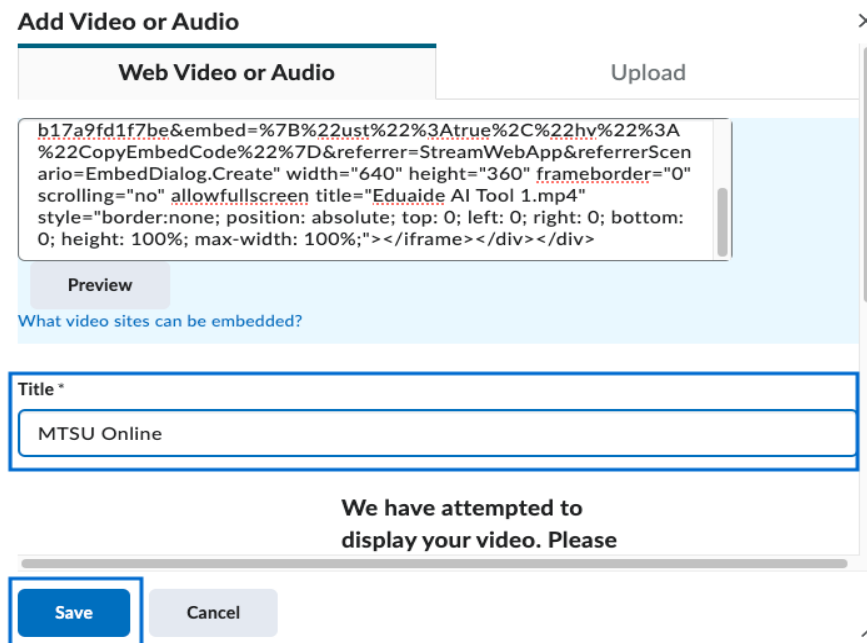 Add Video or Audio
Web Video or Audio
Upload
b17a9fd1f7be&embed=%7B%22ust%22%3Atrue%2C%22hv%22%3A
%22CopyEmbedCode%22%7D&referrer=StreamWebApp&referrerScen
ario=EmbedDialog.Create" width="640" height="360" frameborder="0"
scrolling="no" allowfullscreen title="Eduaide AI Tool 1.mp4"
style="border:none; position: absolute; top: 0; left: 0; right: 0; bottom:
0; height: 100%; max-width: 100%;"></iframe></div></div>
Preview
What video sites can be embedded?
Title *
MTSU Online
We have attempted to
display your video. Please
Save
Cancel